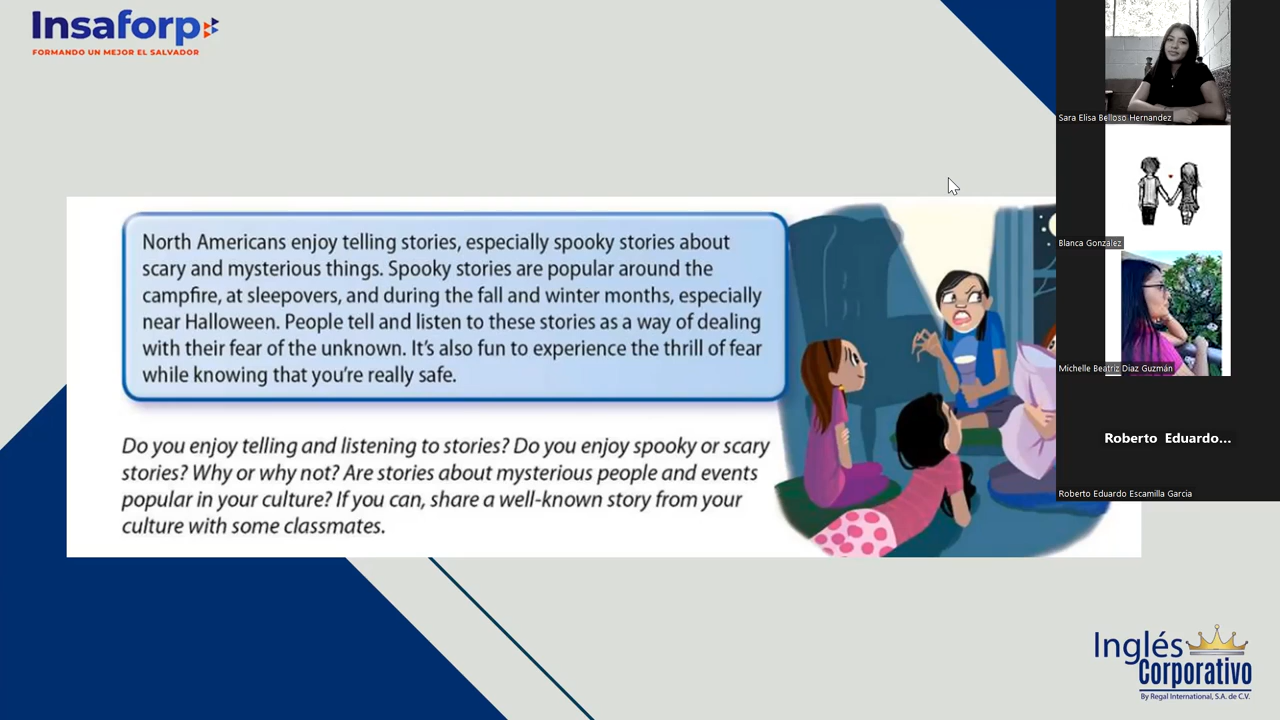 Insaforp
FORMANDO UN MEJOR EL SALVADOR
North Americans enjoy telling stories, especially spooky stories about
scary and mysterious things. Spooky stories are popular around the
campfire, at sleepovers, and during the fall and winter months, especially
near Halloween. People tell and listen to these stories as a way of dealing
with their fear of the unknown. It's also fun to experience the thrill of fear
while knowing that you're really safe.
Do you enjoy telling and listening to stories? Do you enjoy spooky or scary
stories? Why or why not? Are stories about mysterious people and events
popular in your culture? If you can, share a well-known story from your
culture with some classmates.
Sara Elisa Belloso Hernandez
Blanca González
Michelle Beatriz Diaz Guzmán
Roberto Eduardo...
Roberto Eduardo Escamilla Garcia
Inglés
Corporativo
By Regal International, S.A. de C.V.